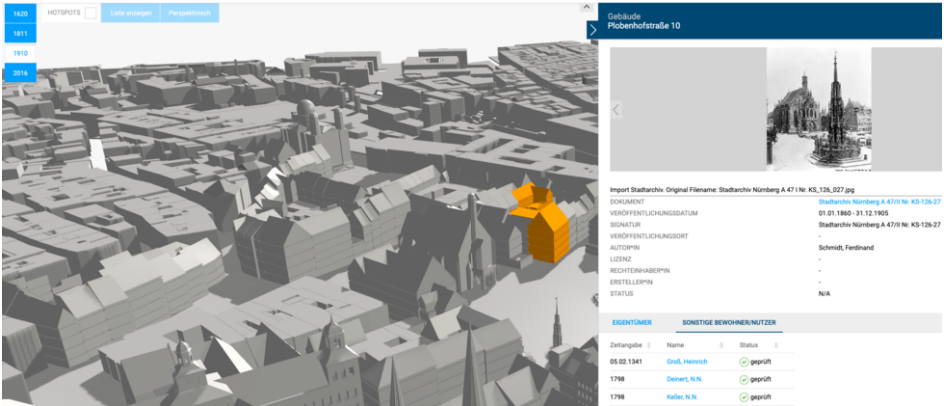 1620
HOTSPOTS
Liste anzeigen
Perspektivisch
1811
1910
2016
Gebäude
Plobenhofstraße 10
Import Stadtarchiv. Original Filename: Stadtarchiv Nürnberg A 47 I Nr. KS_126_027.jpg
DOKUMENT Stadtarchiv Nürnberg A 47/II Nr. KS-126-27
VERÖFFENTLICHUNGSDATUM 01.01.1860 - 31.12.1905
SIGNATUR Stadtarchiv Nürnberg A 47/II Nr. KS-126-27
VERÖFFENTLICHUNGSORT -
AUTOR*IN Schmidt, Ferdinand
LIZENZ -
RECHTEINHABER*IN -
ERSTELLER*IN -
STATUS N/A
EIGENTÜMER SONSTIGE BEWOHNER/NUTZER
Zeitangabe Name Status
05.02.1341 Groß, Heinrich geprüft
1798 Deinert, N.N. geprüft
1798 Keller, N.N. geprüft